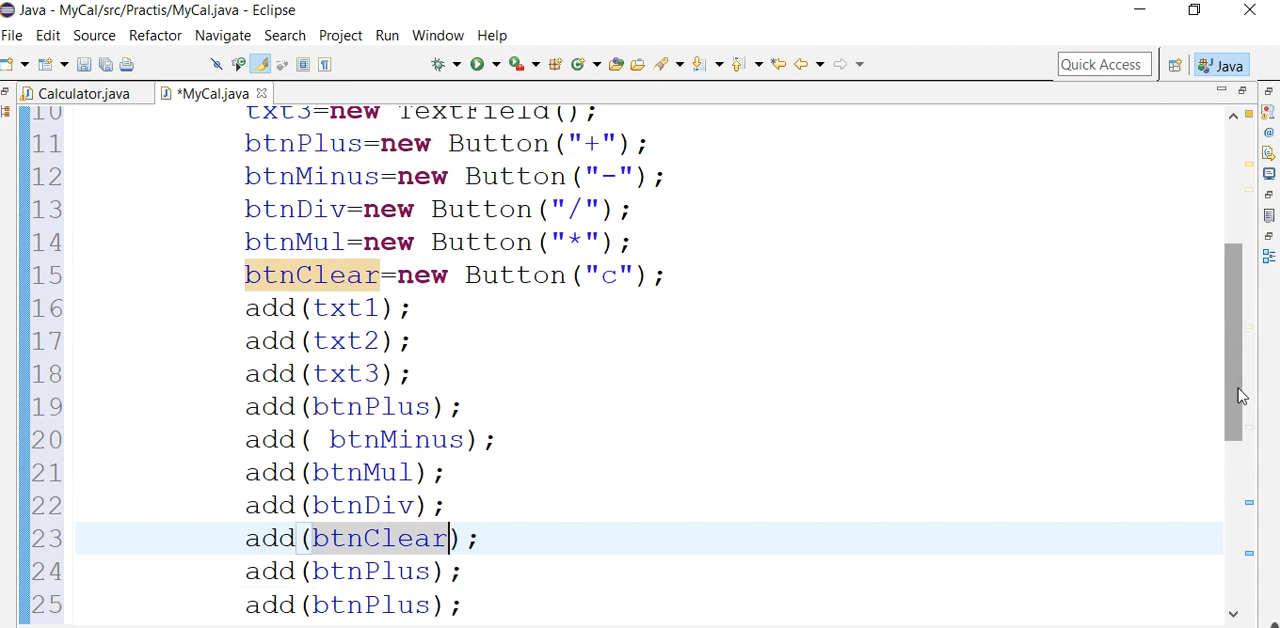 Java - MyCal/src/Practis/MyCal.java - Eclipse
File Edit Source Refactor Navigate Search Project Run Window Help
Quick Access Java
Calculator.java *MyCal.java
10 txt3=new TextField();
11 btnPlus=new Button("+");
12 btnMinus=new Button("-");
13 btnDiv=new Button("/");
14 btnMul=new Button("*");
15 btnClear=new Button("c");
16 add(txt1);
17 add(txt2);
18 add(txt3);
19 add(btnPlus);
20 add( btnMinus);
21 add(btnMul);
22 add(btnDiv);
23 add(btnClear);
24 add(btnPlus);
25 add(btnPlus);